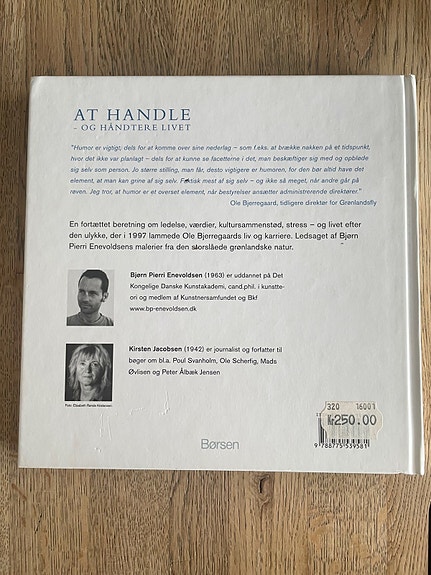 AT HANDLE
- OG HÅNDTERE LIVET
"Humor er vigtigt, dels for at komme over sine nederlag – som f.eks. at brække nakken på et tidspunkt,
hvor det ikke var planlagt – dels for at se facetterne i det, man beskæftiger sig med og opbløde
sig selv som person. Jo større stilling, man får, desto vigtigere er humoren, for den bør altid have det
element, at man kan grine af sig selv. Faktisk mest af sig selv – og ikke så meget, når andre går på
røven. Jeg tror, at humor er et overset element, når bestyrelser ansætter administrerende direktører."
Ole Bjerregaard, tidligere direktør for Grønlandsfly
En fortættet beretning om ledelse, værdier, kultursammenstød, stress – og livet efter
den ulykke, der i 1997 lammede Ole Bjerregaards liv og karriere. Ledsaget af Bjørn
Pierri Enevoldsens malerier fra den storslåede grønlandske natur.
Bjørn Pierri Enevoldsen (1963) er uddannet på Det
Kongelige Danske Kunstakademi, cand.phil. i kunstte-
ori og medlem af Kunstnersamfundet og Bkf
www.bp-enevoldsen.dk
Kirsten Jacobsen (1942) er journalist og forfatter til
bøger om bl.a. Poul Svanholm, Ole Scherfig, Mads
Øvlisen og Peter Ålbæk Jensen
Børsen
320 16001
250.00
9 788775 539581